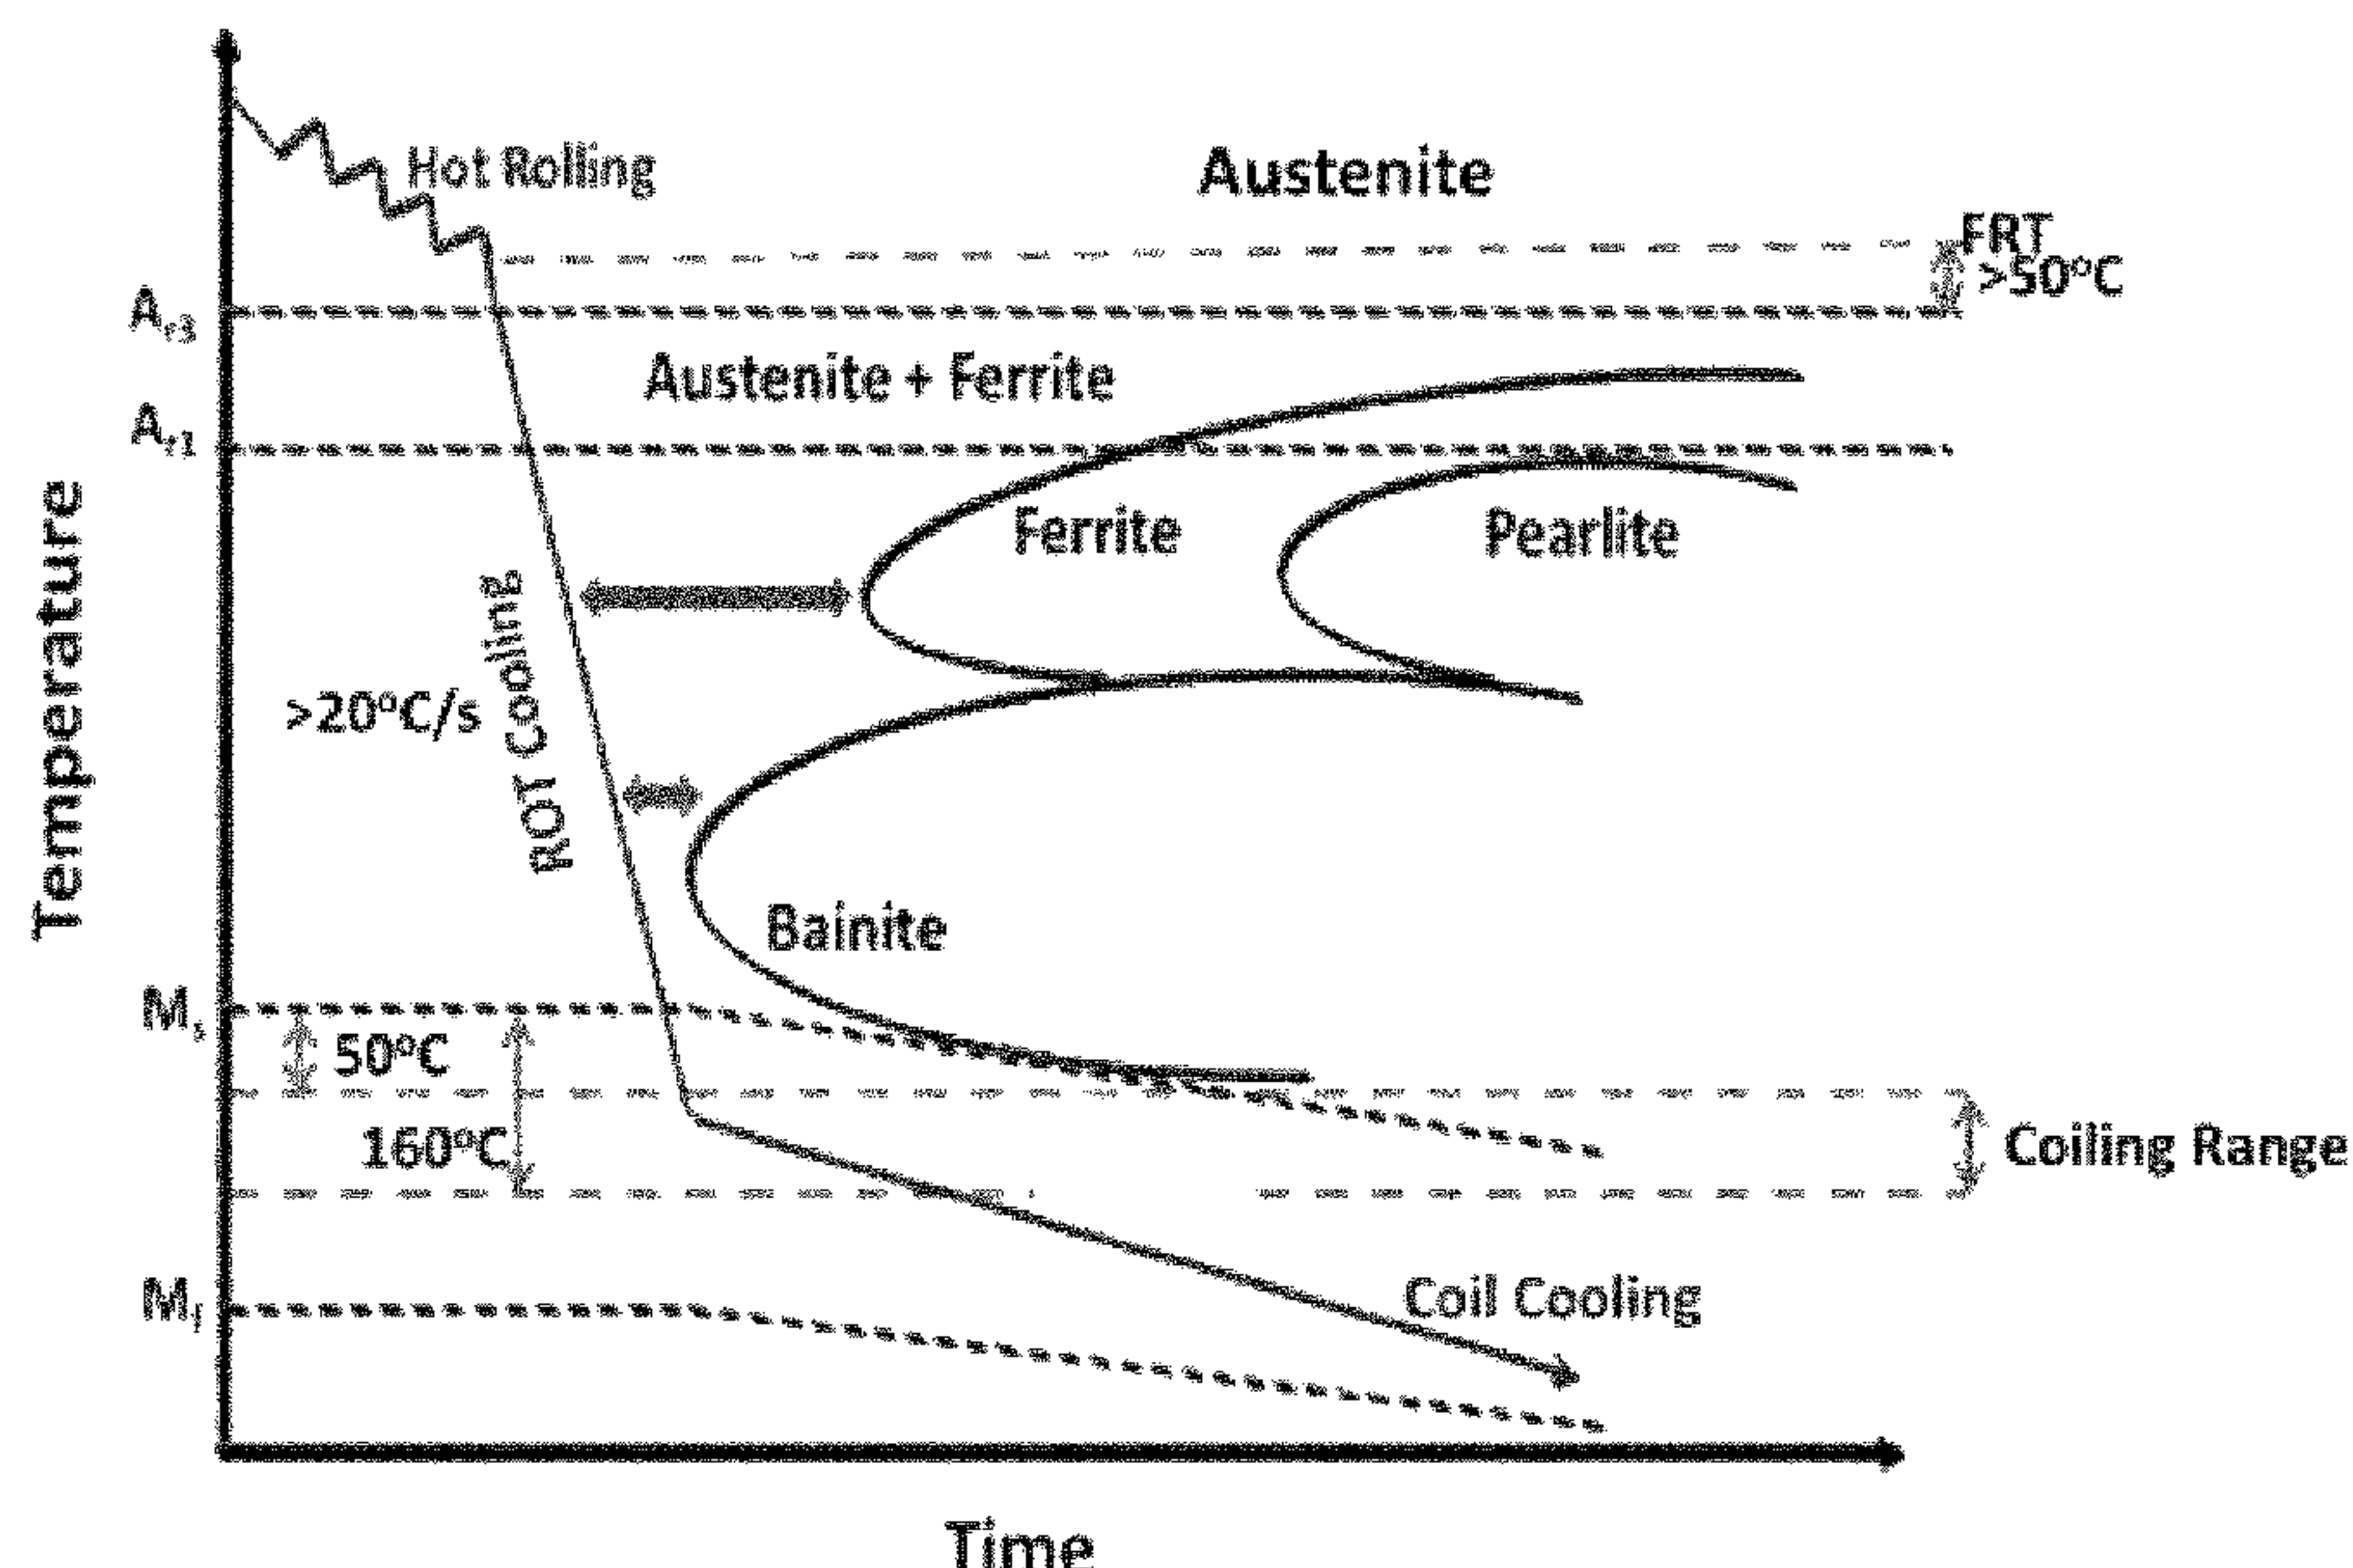 Hot Rolling
Austenite
FRT
>50°C
Ar3
Austenite + Ferrite
Ar1
Ferrite
Pearlite
Temperature
ROT Cooling
>20°C/s
Bainite
Ms
50°C
160°C
Coiling Range
Mf
Coil Cooling
Time